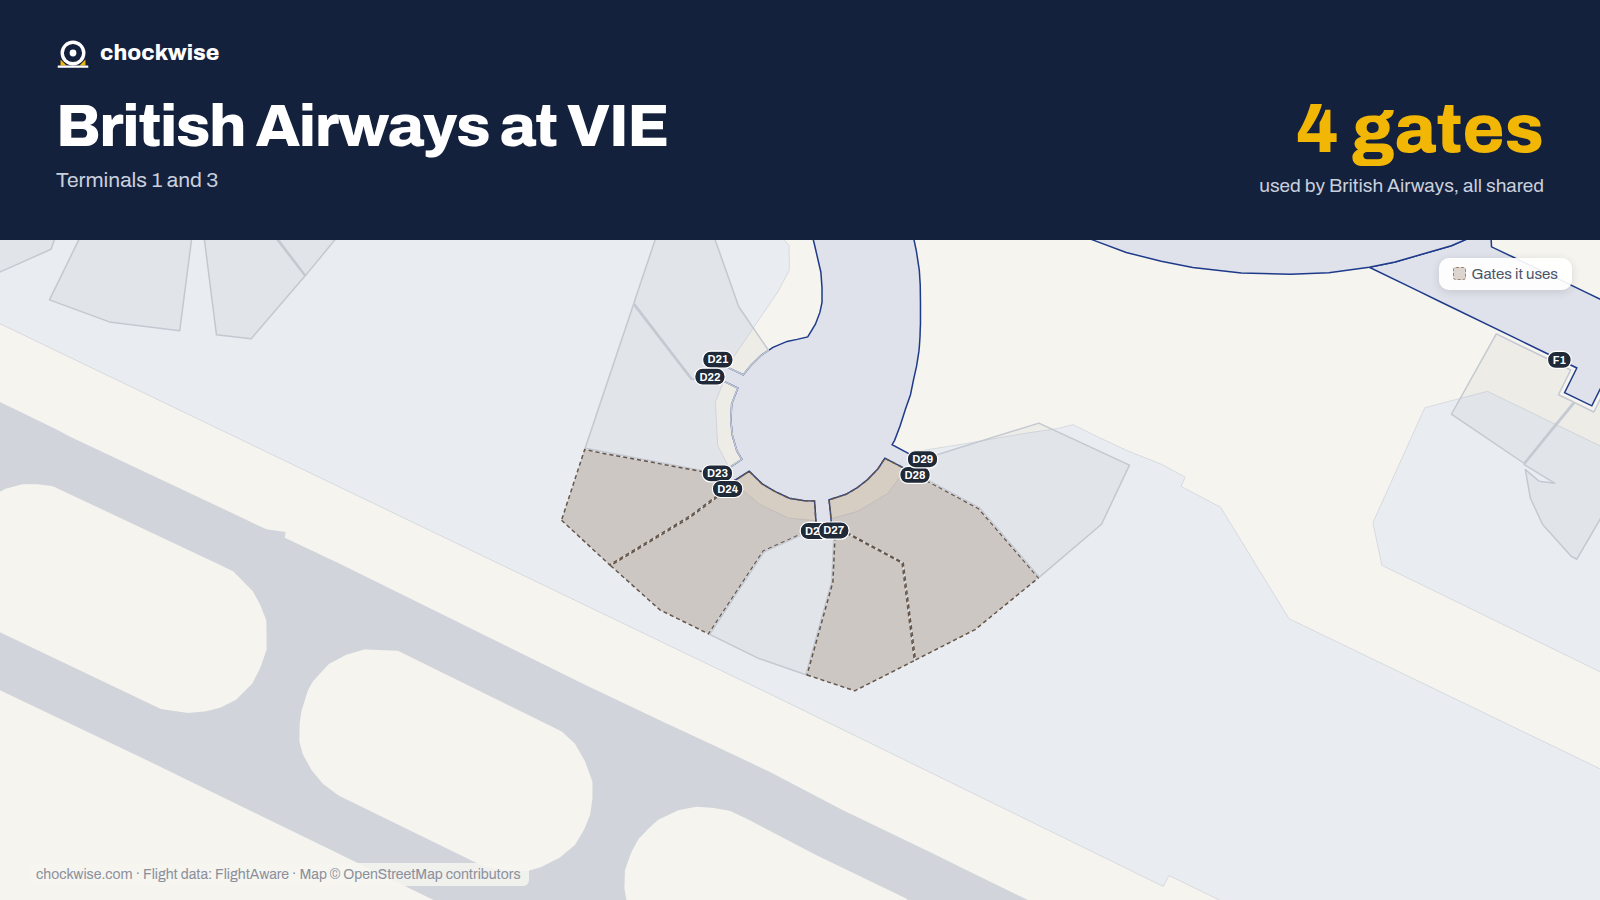 chockwise
British Airways at VIE
Terminals 1 and 3
4 gates
used by British Airways, all shared
Gates it uses
D21
D22
F1
D23
D24
D29
D28
D27
chockwise.com · Flight data: FlightAware · Map © OpenStreetMap contributors